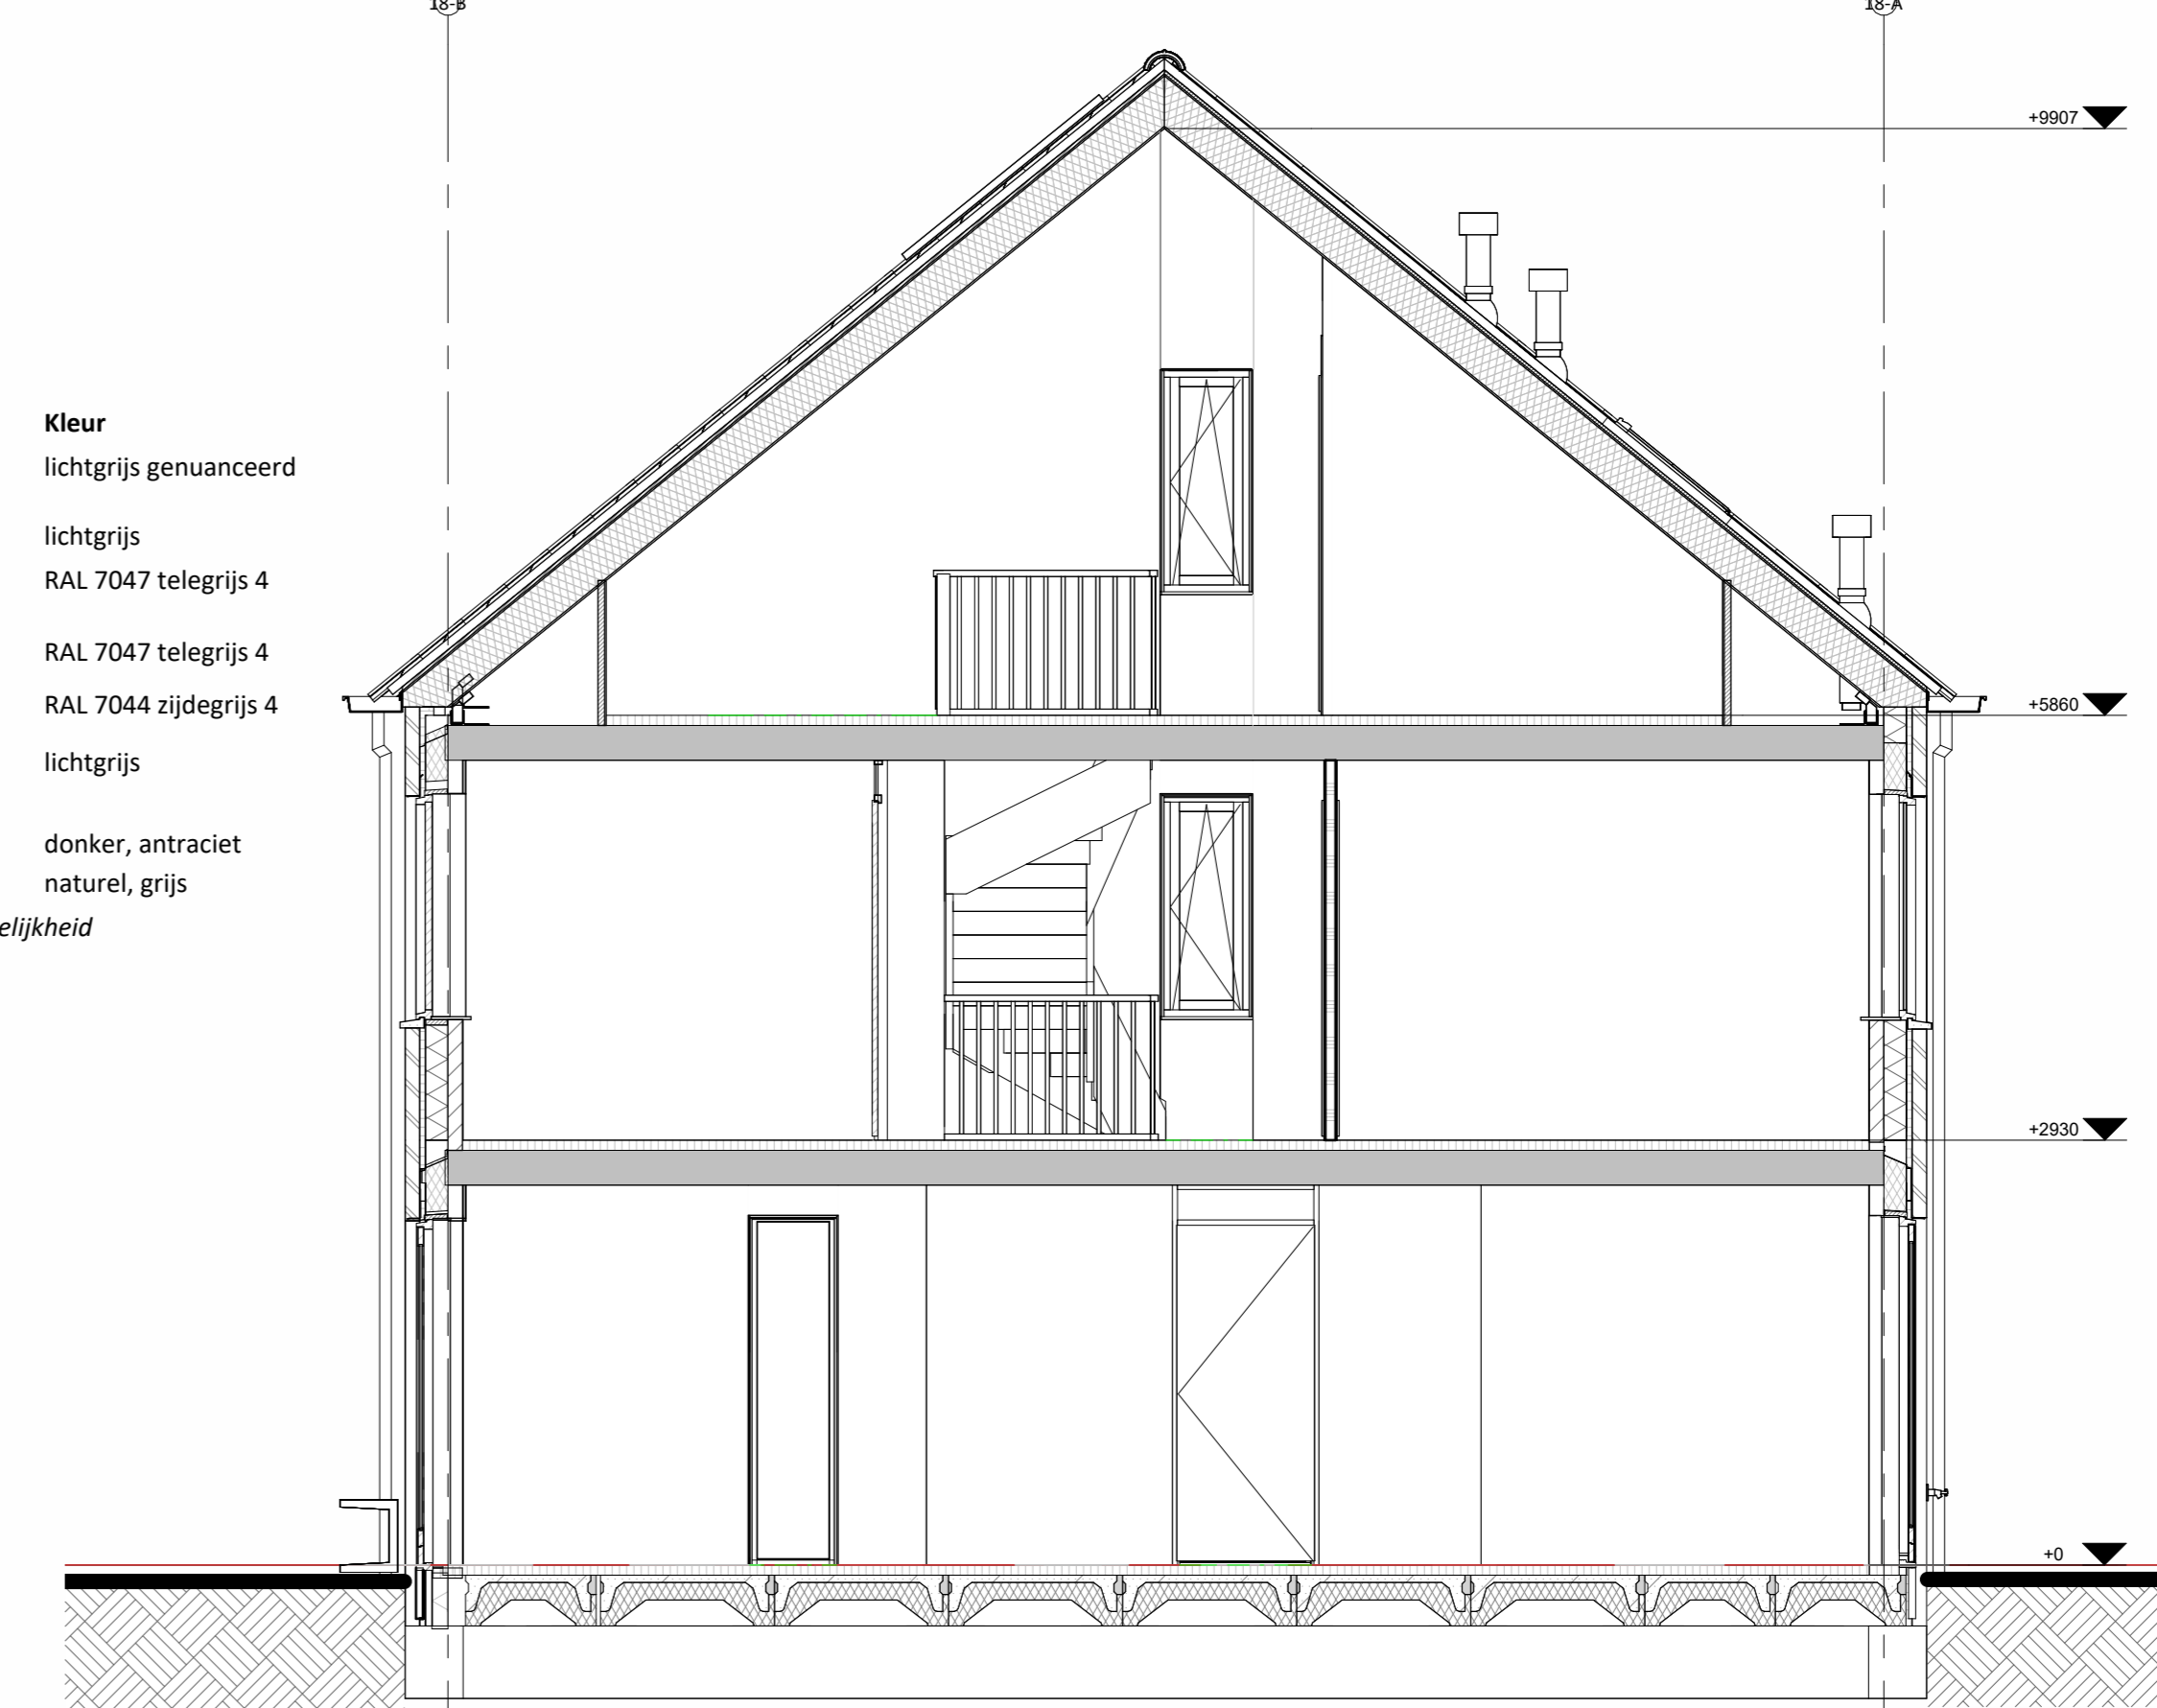 18-B
18-A
+9907
Kleur
lichtgrijs genuanceerd
lichtgrijs
RAL 7047 telegrijs 4
RAL 7047 telegrijs 4
RAL 7044 zijdegrijs 4
+5860
lichtgrijs
donker, antraciet
naturel, grijs
elijkheid
+2930
+0